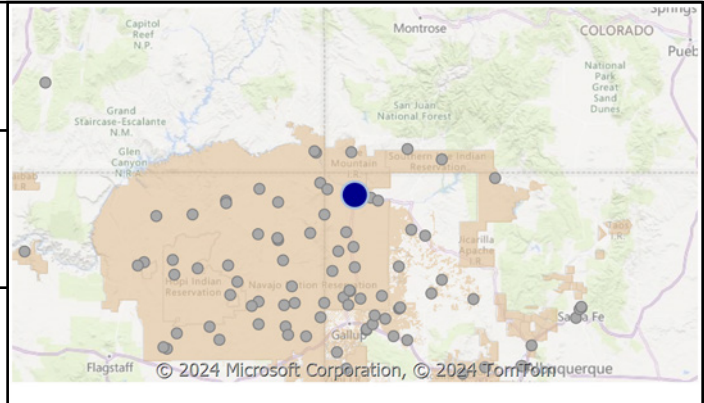 Springs
Capitol
Reef
N.P.
Montrose
COLORADO
Pueb
National
Park
Great
Sand
Dunes
San Juan
National Forest
Grand
Staircase-Escalante
N.M.
Glen
Canyon
N.R.A.
Mountain
I.R.
Southern Ute Indian
Reservation
Taos
I.R.
Jicarilla
Apache
I.R.
Hopi Indian
Reservation
Navajo Nation Reservation
Santa Fe
Gallup
Flagstaff
Albuquerque
© 2024 Microsoft Corporation, © 2024 TomTom